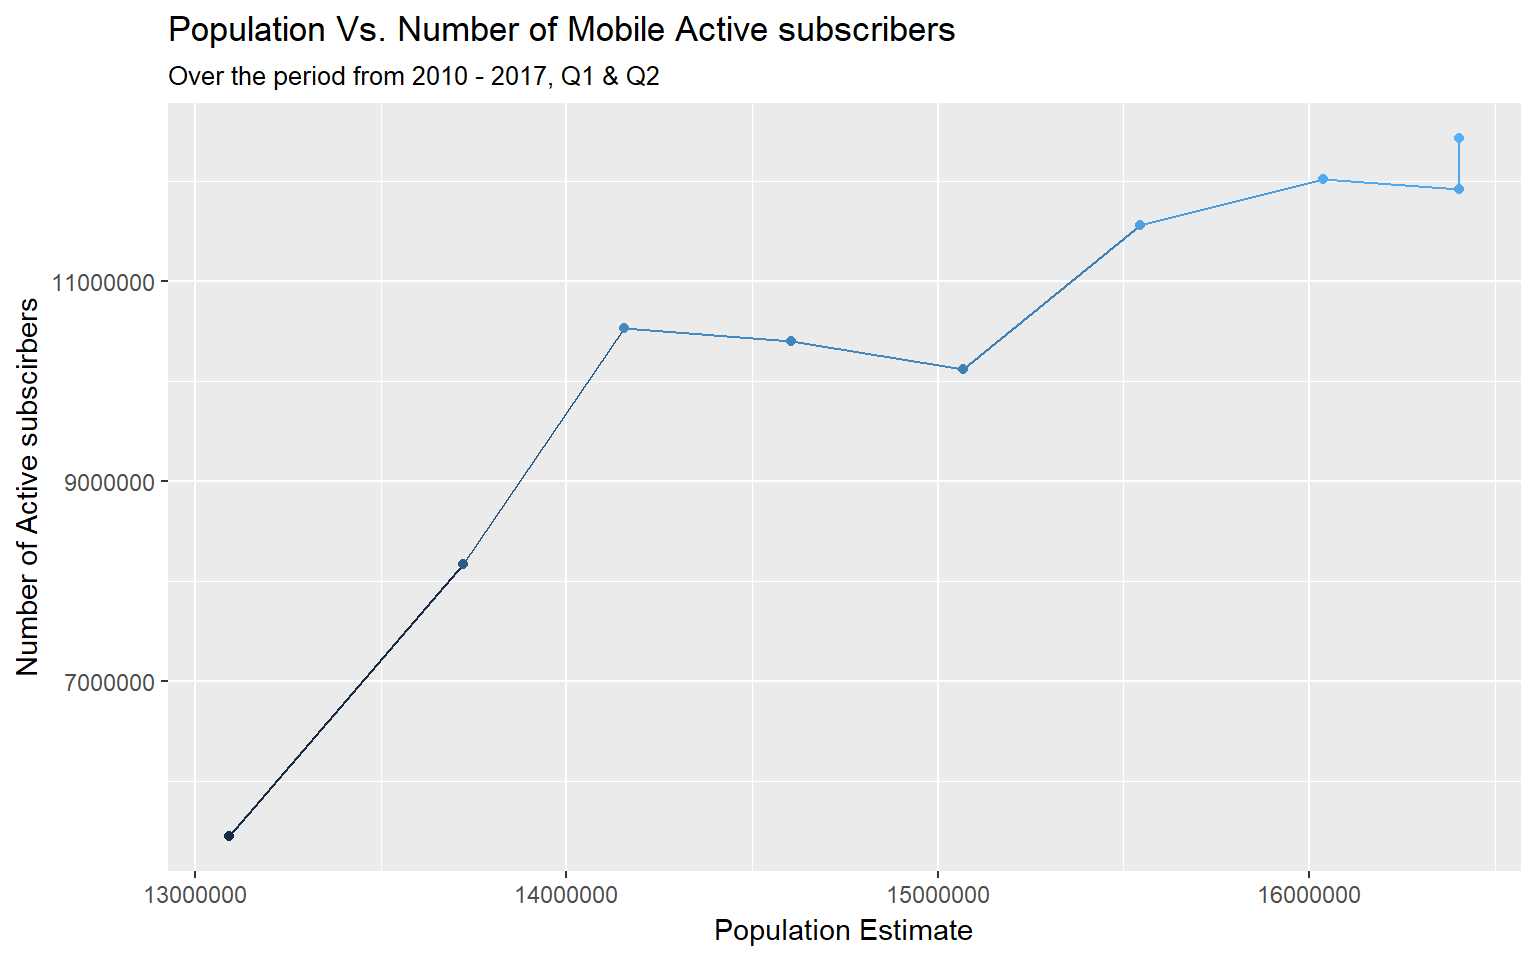 Population Vs. Number of Mobile Active subscribers
Over the period from 2010 - 2017, Q1 & Q2
11000000
9000000
7000000
Number of Active subscirbers
13000000
14000000
15000000
16000000
Population Estimate